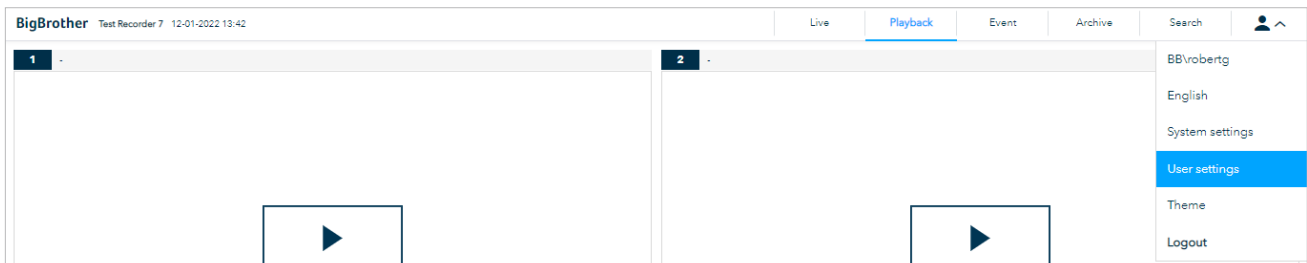 BigBrother Test Recorder 7 12-01-2022 13:42 Live Playback Event Archive Search
1 -
2 -
BB\robertg
English
System settings
User settings
Theme
Logout